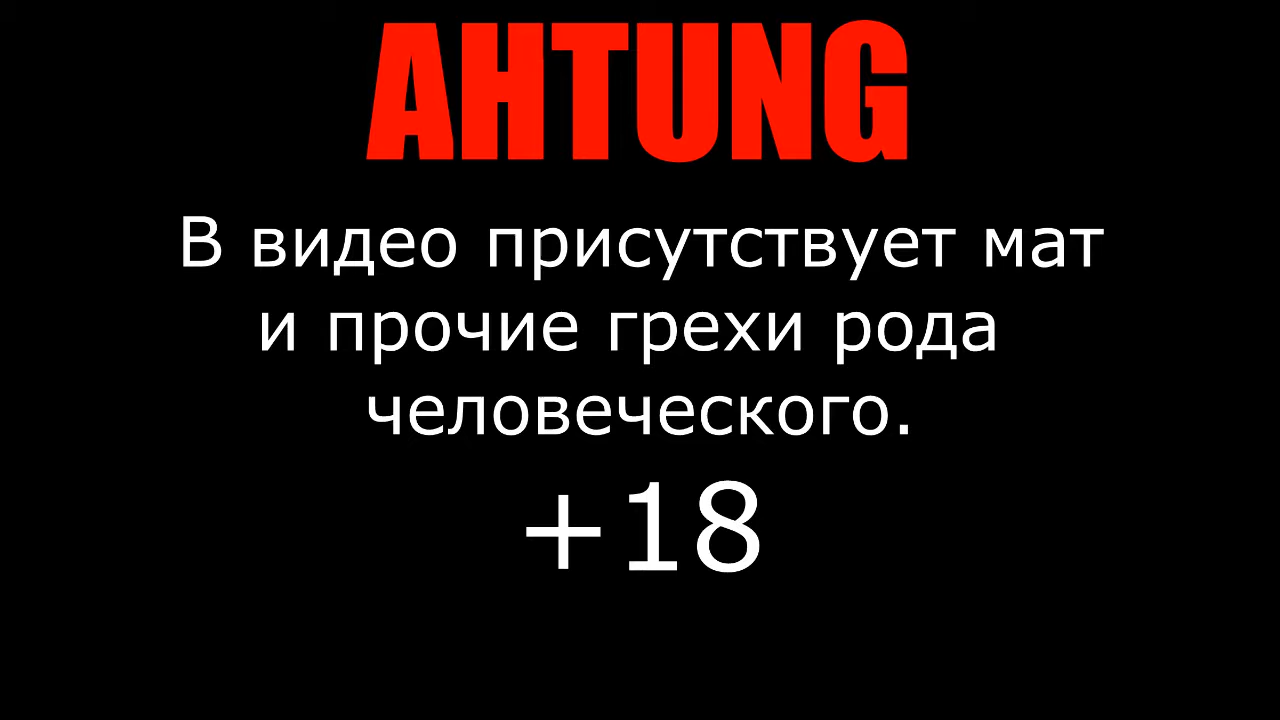 AHTUNG
В видео присутствует мат
и прочие грехи рода
человеческого.
+18